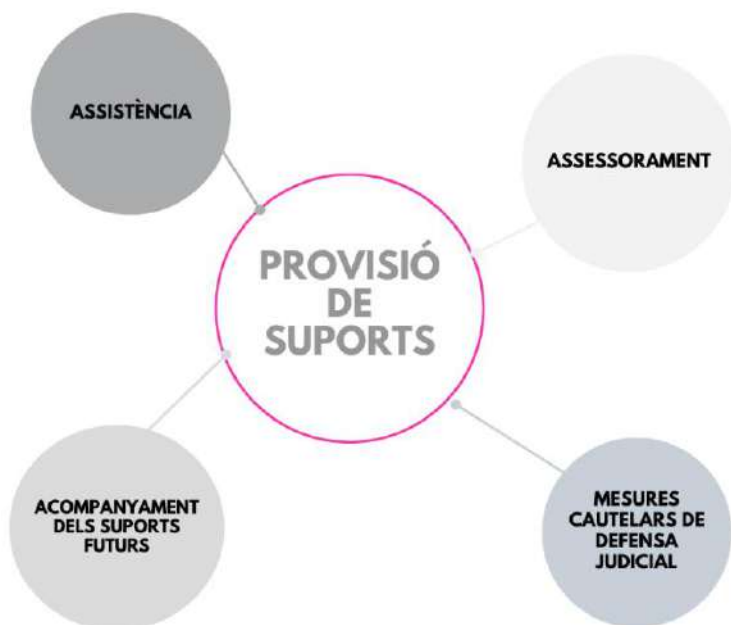 ASSISTÈNCIA
ASSESSORAMENT
PROVISIÓ
DE
SUPORTS
ACOMPANYAMENT
DELS SUPORTS
FUTURS
MESURES
CAUTELARS DE
DEFENSA
JUDICIAL